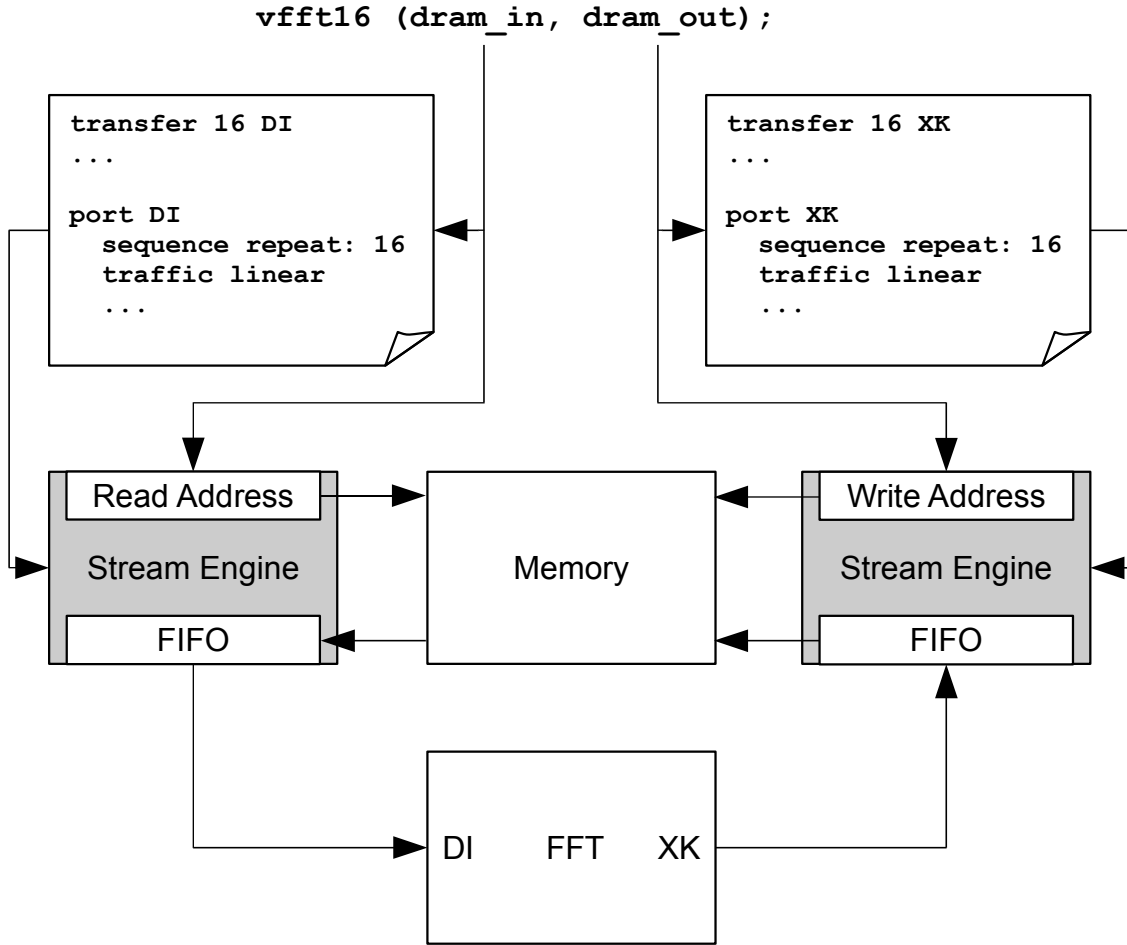 vfft16 (dram_in, dram_out);
transfer 16 DI
...
port DI
sequence repeat: 16
traffic linear
...
transfer 16 XK
...
port XK
sequence repeat: 16
traffic linear
...
Read Address
Stream Engine
FIFO
Memory
Write Address
Stream Engine
FIFO
DI FFT XK